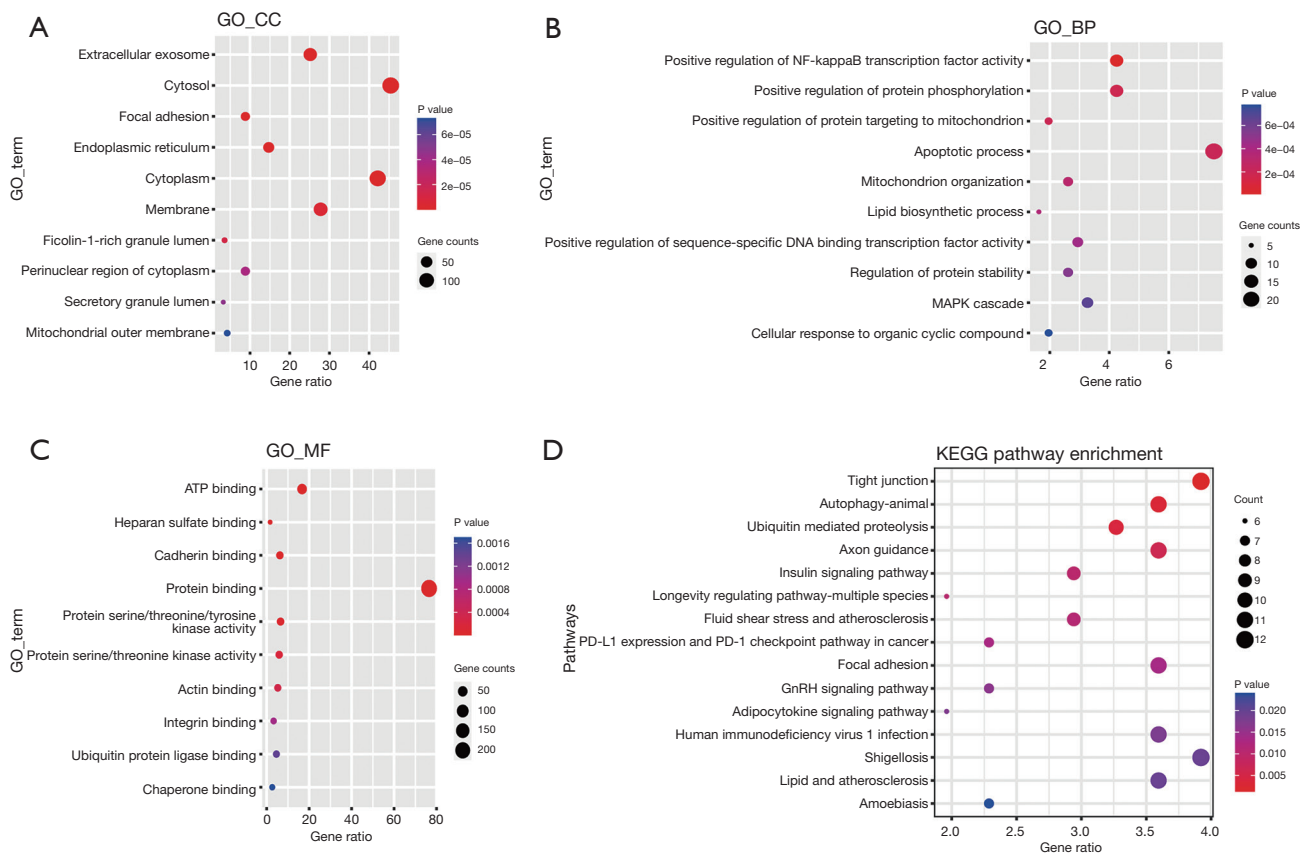 A
GO_CC
GO_term
Extracellular exosome
Cytosol
Focal adhesion
Endoplasmic reticulum
Cytoplasm
Membrane
Ficolin-1-rich granule lumen
Perinuclear region of cytoplasm
Secretory granule lumen
Mitochondrial outer membrane
10 20 30 40
Gene ratio
P value
6e−05
4e−05
2e−05
Gene counts
50
100
B
GO_BP
GO_term
Positive regulation of NF-kappaB transcription factor activity
Positive regulation of protein phosphorylation
Positive regulation of protein targeting to mitochondrion
Apoptotic process
Mitochondrion organization
Lipid biosynthetic process
Positive regulation of sequence-specific DNA binding transcription factor activity
Regulation of protein stability
MAPK cascade
Cellular response to organic cyclic compound
2 4 6
Gene ratio
P value
6e−04
4e−04
2e−04
Gene counts
5
10
15
20
C
GO_MF
GO_term
ATP binding
Heparan sulfate binding
Cadherin binding
Protein binding
Protein serine/threonine/tyrosine
kinase activity
Protein serine/threonine kinase activity
Actin binding
Integrin binding
Ubiquitin protein ligase binding
Chaperone binding
0 20 40 60 80
Gene ratio
P value
0.0016
0.0012
0.0008
0.0004
Gene counts
50
100
150
200
D
KEGG pathway enrichment
Pathways
Tight junction
Autophagy-animal
Ubiquitin mediated proteolysis
Axon guidance
Insulin signaling pathway
Longevity regulating pathway-multiple species
Fluid shear stress and atherosclerosis
PD-L1 expression and PD-1 checkpoint pathway in cancer
Focal adhesion
GnRH signaling pathway
Adipocytokine signaling pathway
Human immunodeficiency virus 1 infection
Shigellosis
Lipid and atherosclerosis
Amoebiasis
2.0 2.5 3.0 3.5 4.0
Gene ratio
Count
6
7
8
9
10
11
12
P value
0.020
0.015
0.010
0.005